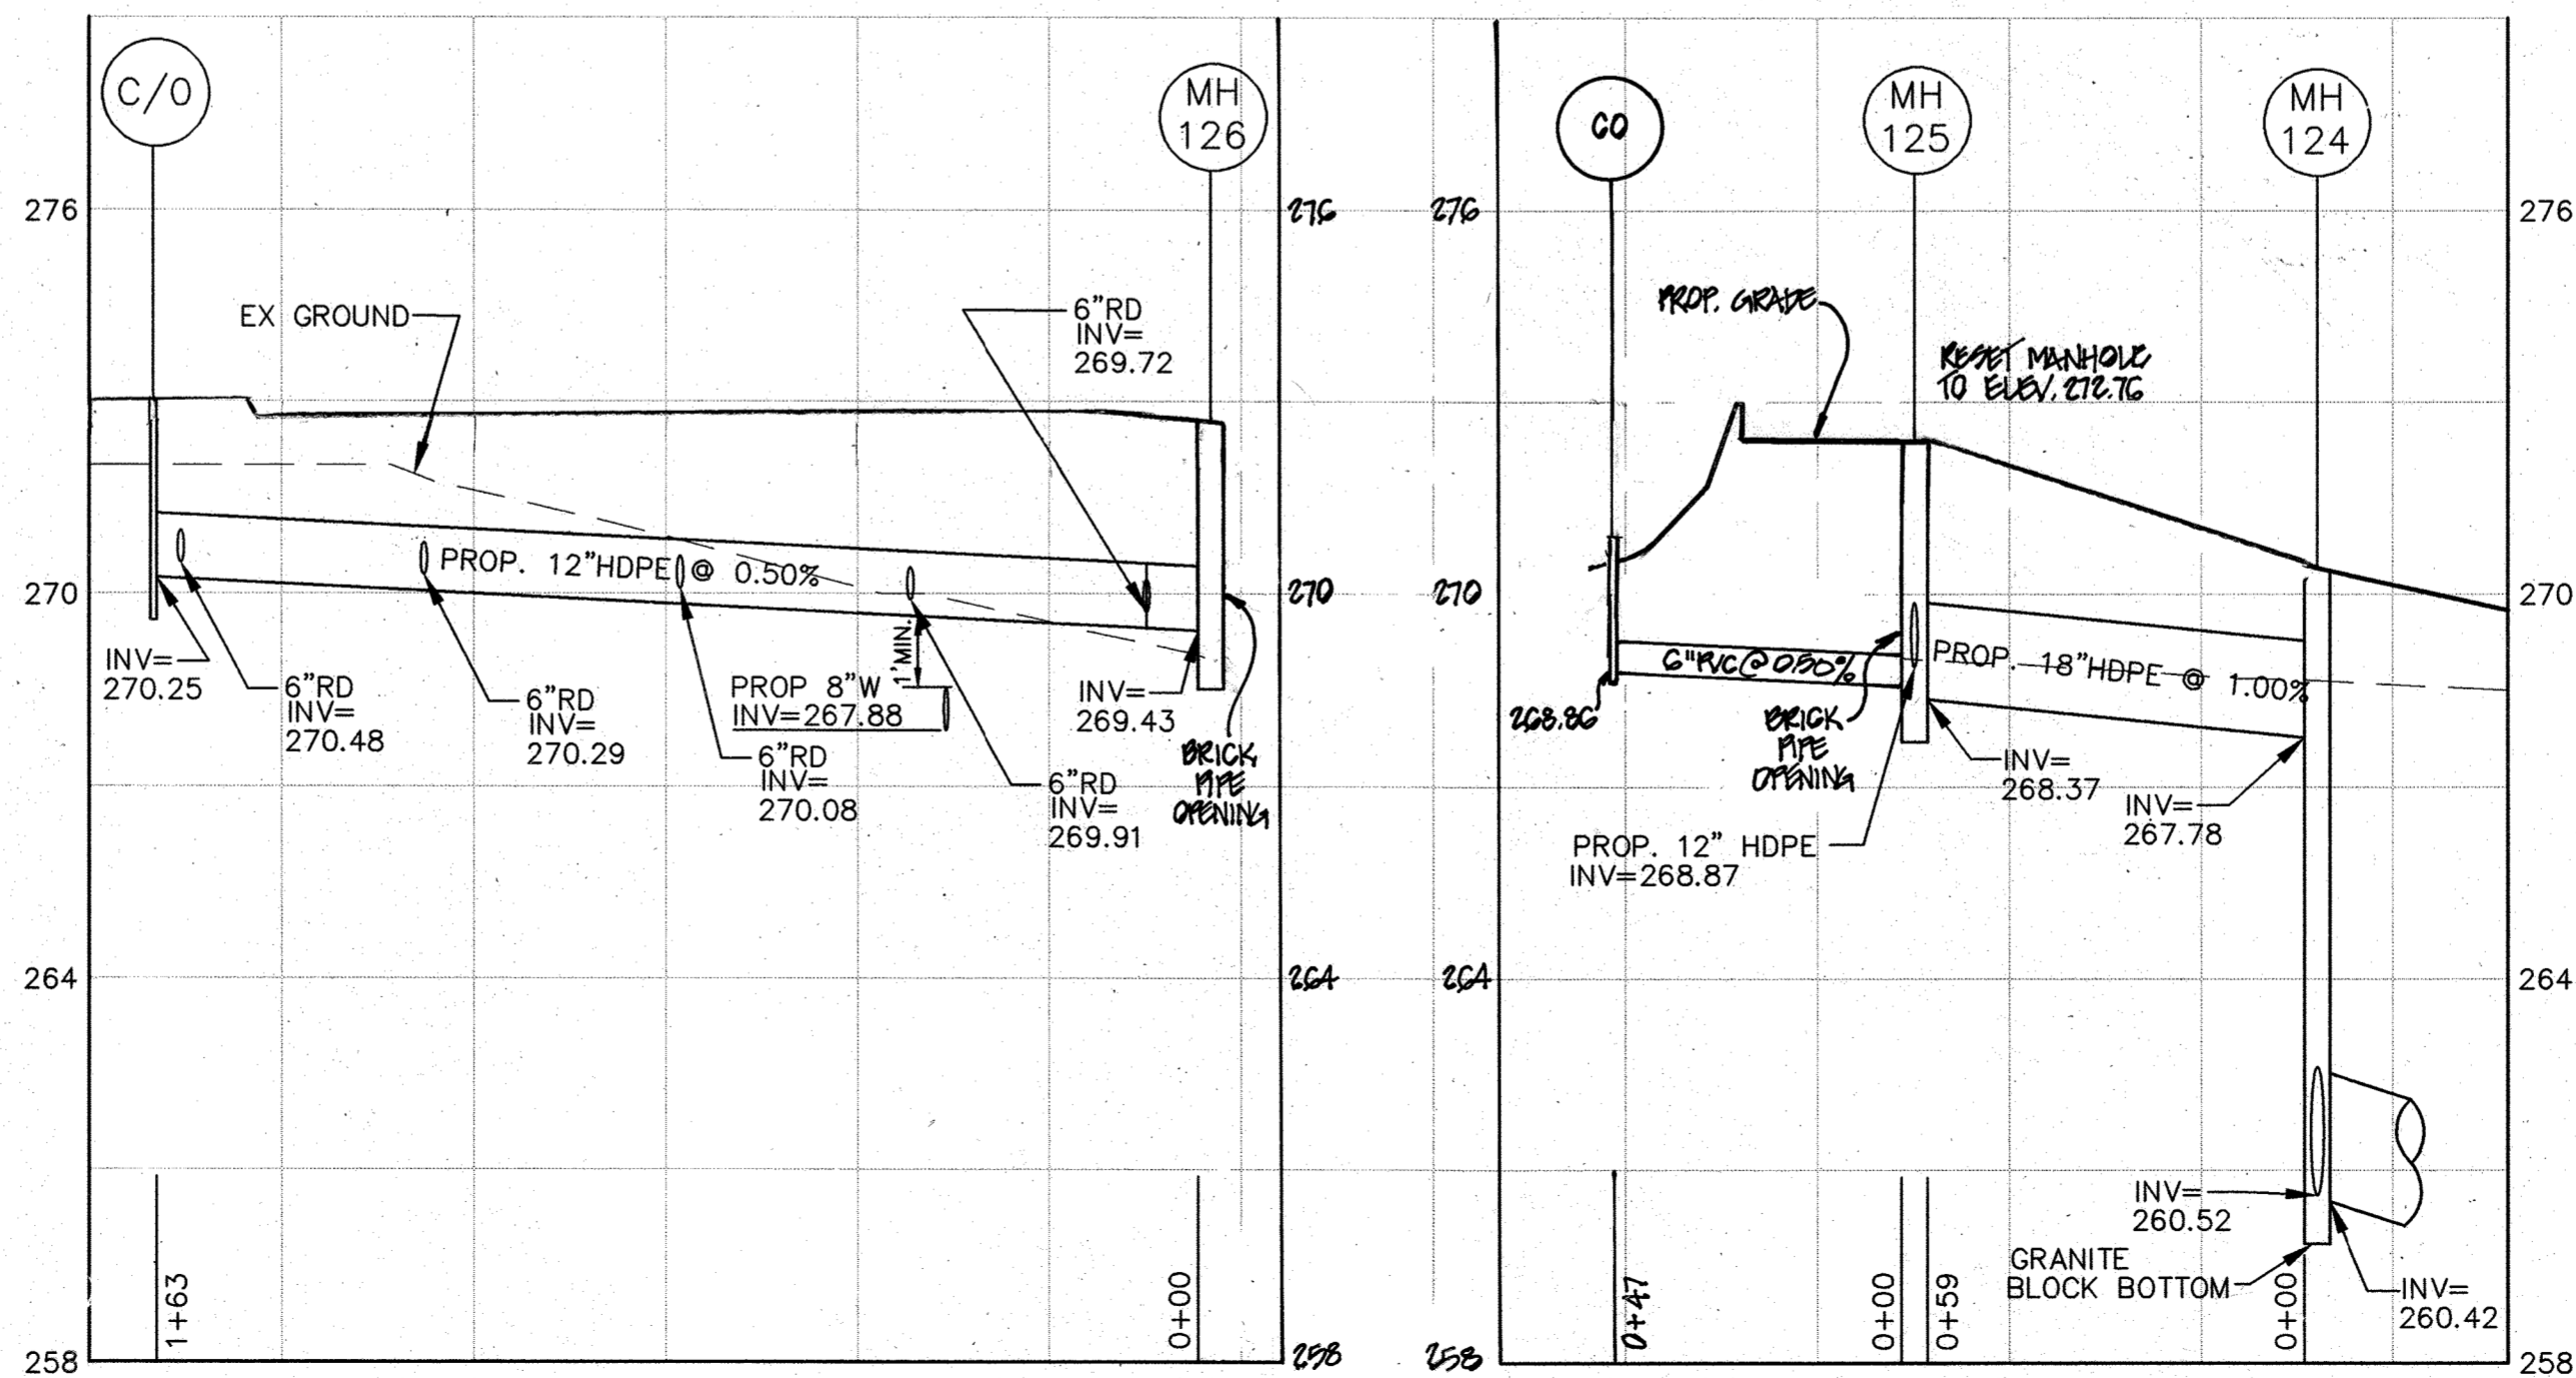 C/O
MH
126
276
276
EX GROUND
6"RD
INV=
269.72
270
270
PROP. 12"HDPE @ 0.50%
INV=
270.25
6"RD
INV=
270.48
6"RD
INV=
270.29
PROP 8"W
INV=267.88
1'MIN.
6"RD
INV=
270.08
6"RD
INV=
269.91
INV=
269.43
BRICK
PIPE
OPENING
264
264
258
258
1+63
0+00
CO
MH
125
MH
124
276
276
PROP. GRADE
RESET MANHOLE
TO ELEV. 272.76
270
270
6"PVC@0.50%
PROP. 18"HDPE @ 1.00%
268.86
BRICK
PIPE
OPENING
INV=
268.37
INV=
267.78
PROP. 12" HDPE
INV=268.87
264
264
INV=
260.52
GRANITE
BLOCK BOTTOM
INV=
260.42
258
258
0+47
0+00
0+59
0+00